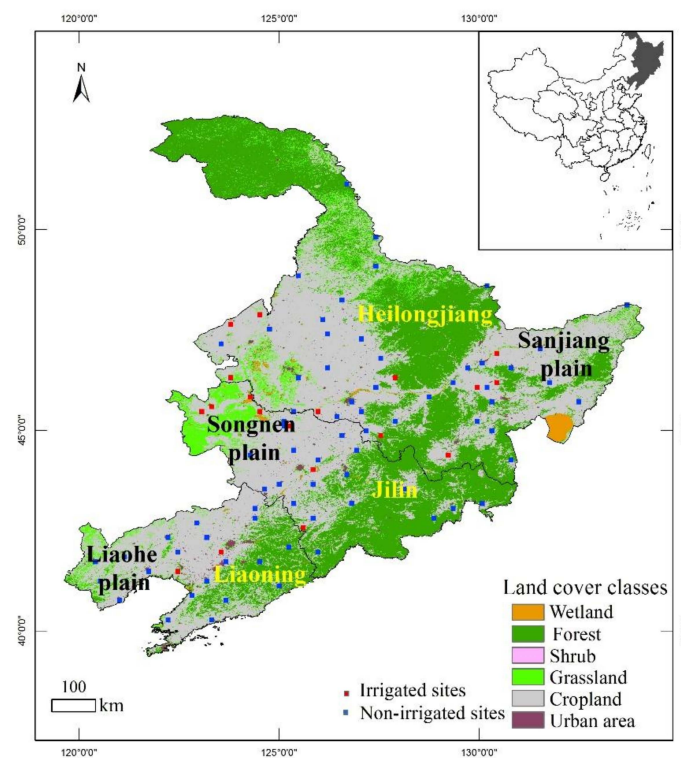 120°0'0" 125°0'0" 130°0'0"
N
50°0'0"
45°0'0"
40°0'0"
Heilongjiang
Sanjiang
plain
Songnen
plain
Jilin
Liaohe
plain
Liaoning
Land cover classes
Wetland
Forest
Shrub
Grassland
Cropland
Urban area
Irrigated sites
Non-irrigated sites
100
km
120°0'0" 125°0'0" 130°0'0"